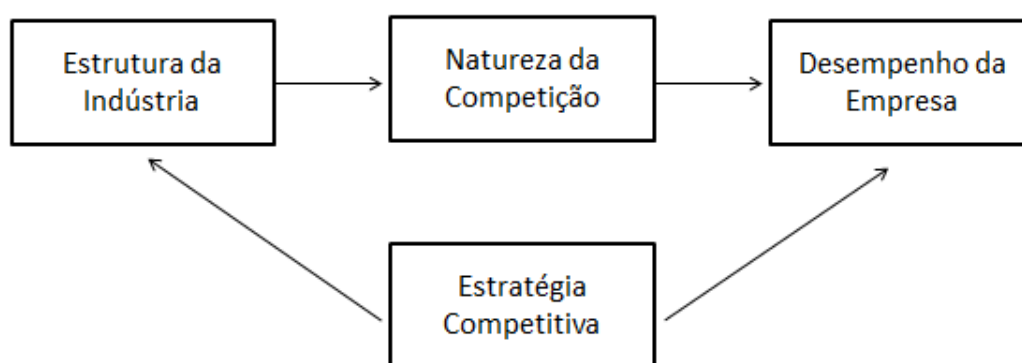 Estrutura da
Indústria
Natureza da
Competição
Desempenho da
Empresa
Estratégia
Competitiva